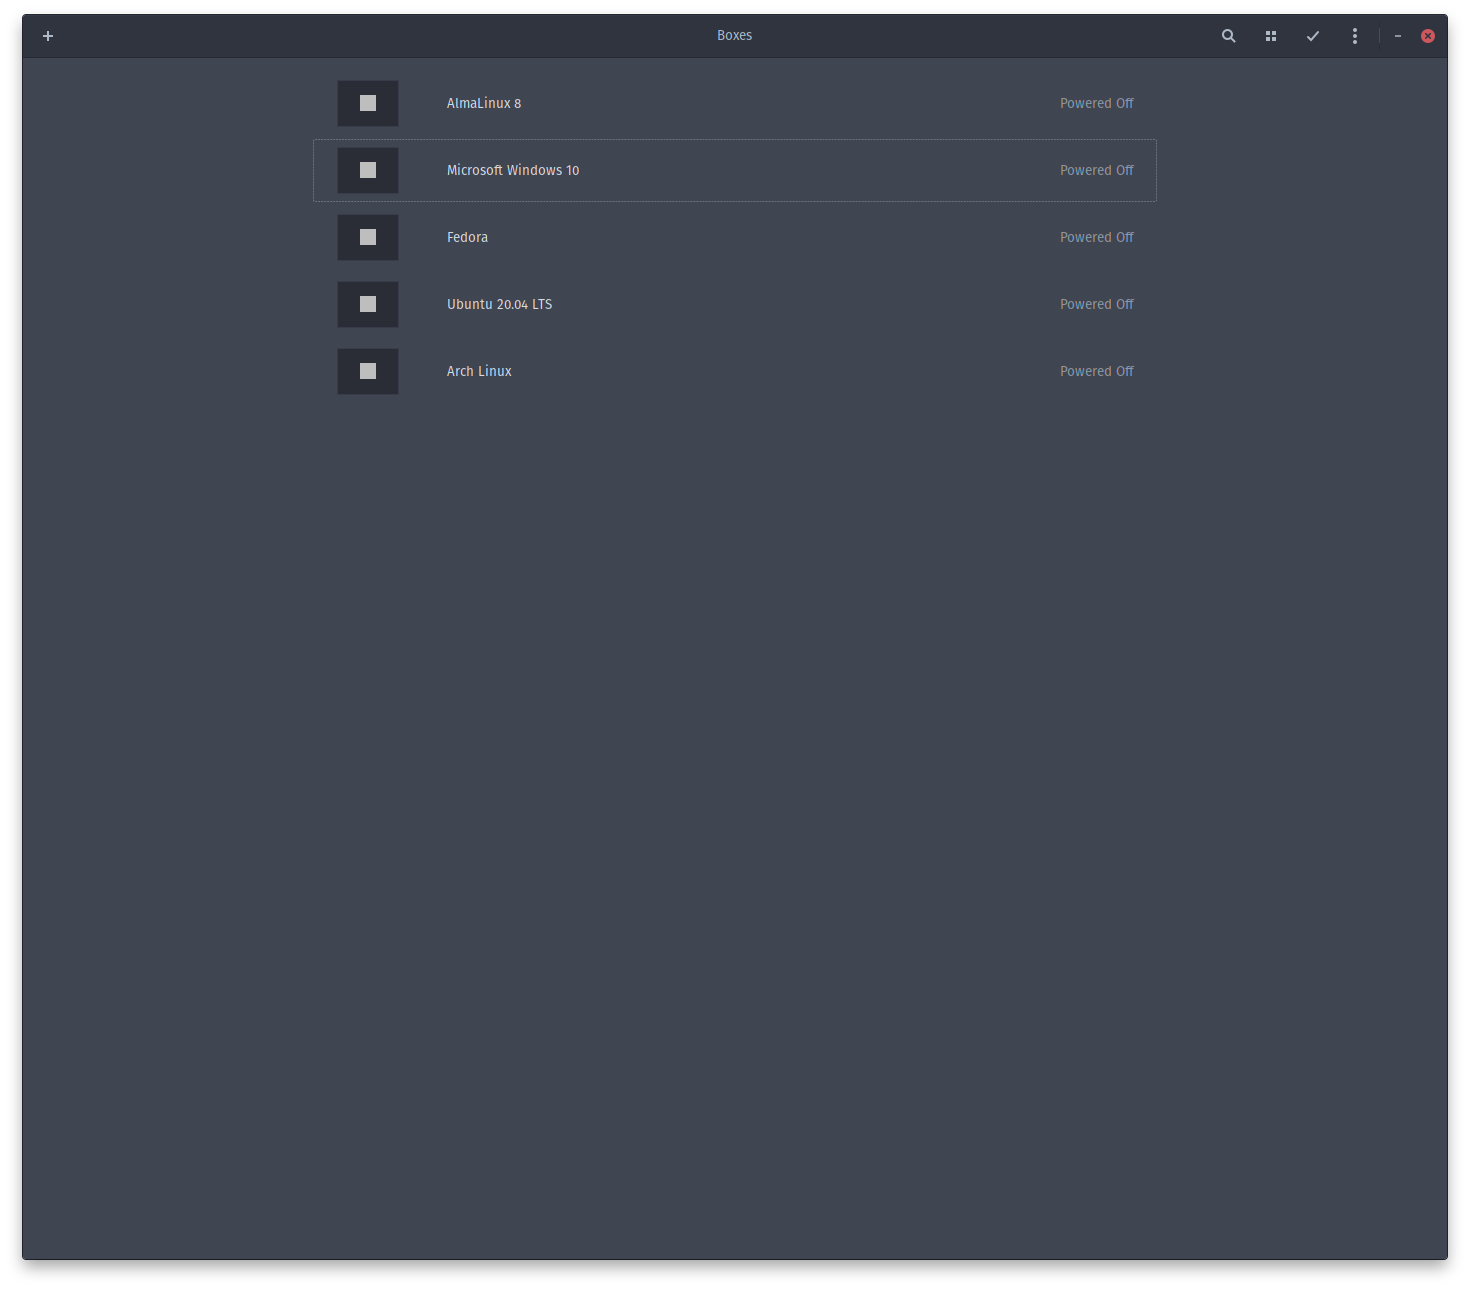 Boxes
AlmaLinux 8 Powered Off
Microsoft Windows 10 Powered Off
Fedora Powered Off
Ubuntu 20.04 LTS Powered Off
Arch Linux Powered Off